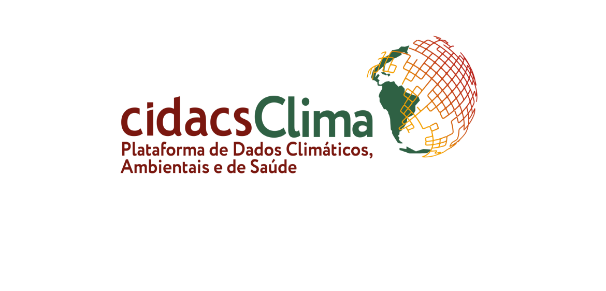 cidacsClima
Plataforma de Dados Climáticos,
Ambientais e de Saúde